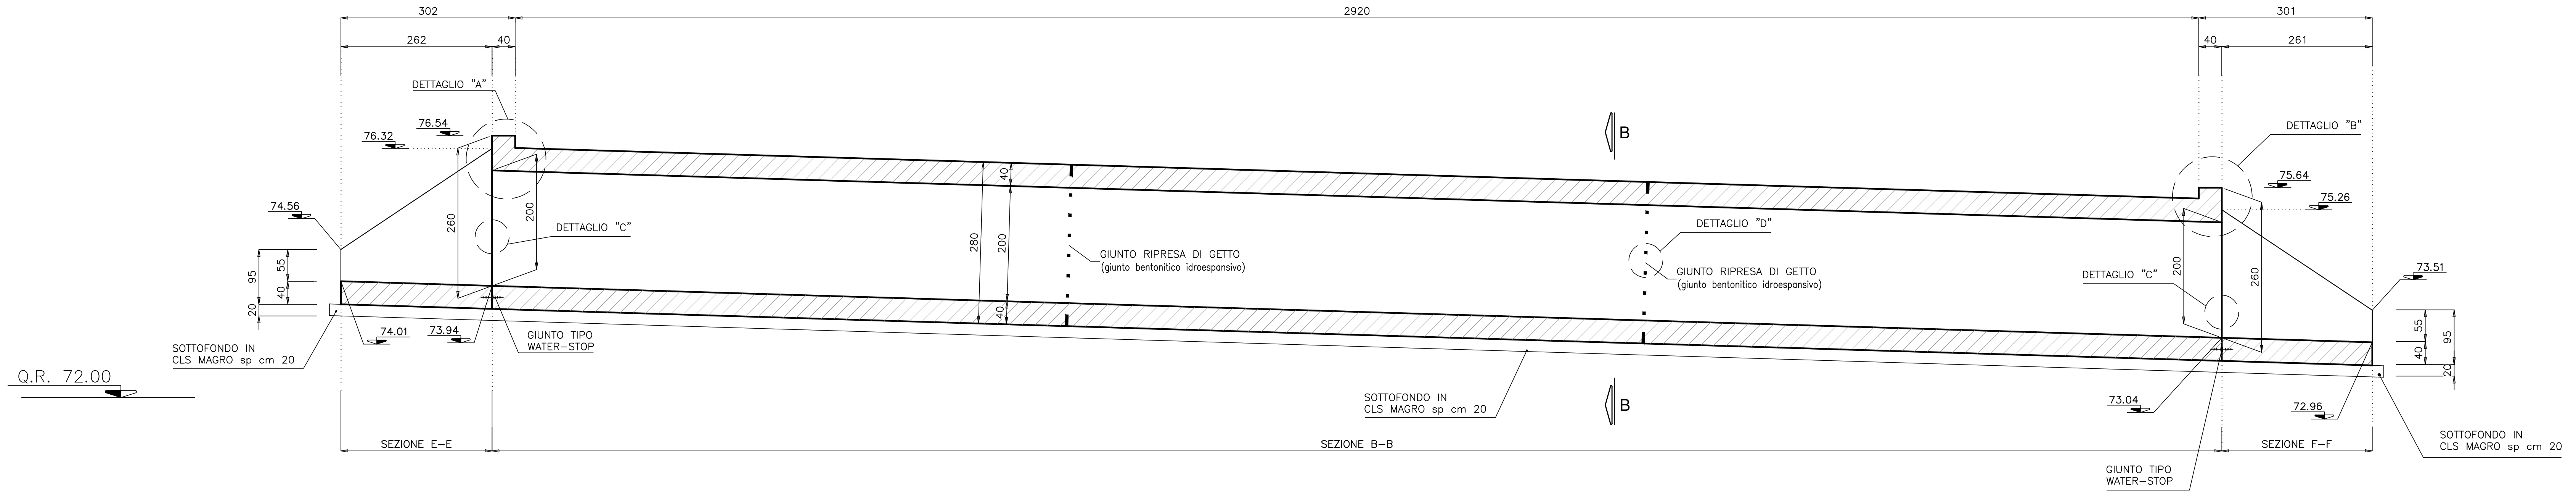 302
2920
301
262
40
40
261
DETTAGLIO "A"
DETTAGLIO "B"
76.54
76.32
B
75.64
75.26
74.56
40
260
200
DETTAGLIO "C"
280
200
GIUNTO RIPRESA DI GETTO
(giunto bentonitico idroespansivo)
DETTAGLIO "D"
GIUNTO RIPRESA DI GETTO
(giunto bentonitico idroespansivo)
200
260
DETTAGLIO "C"
73.51
95
55
40
20
40
55
95
40
20
74.01
73.94
GIUNTO TIPO
WATER-STOP
SOTTOFONDO IN
CLS MAGRO sp cm 20
Q.R. 72.00
SOTTOFONDO IN
CLS MAGRO sp cm 20
B
73.04
72.96
SEZIONE E-E
SEZIONE B-B
SEZIONE F-F
SOTTOFONDO IN
CLS MAGRO sp cm 20
GIUNTO TIPO
WATER-STOP